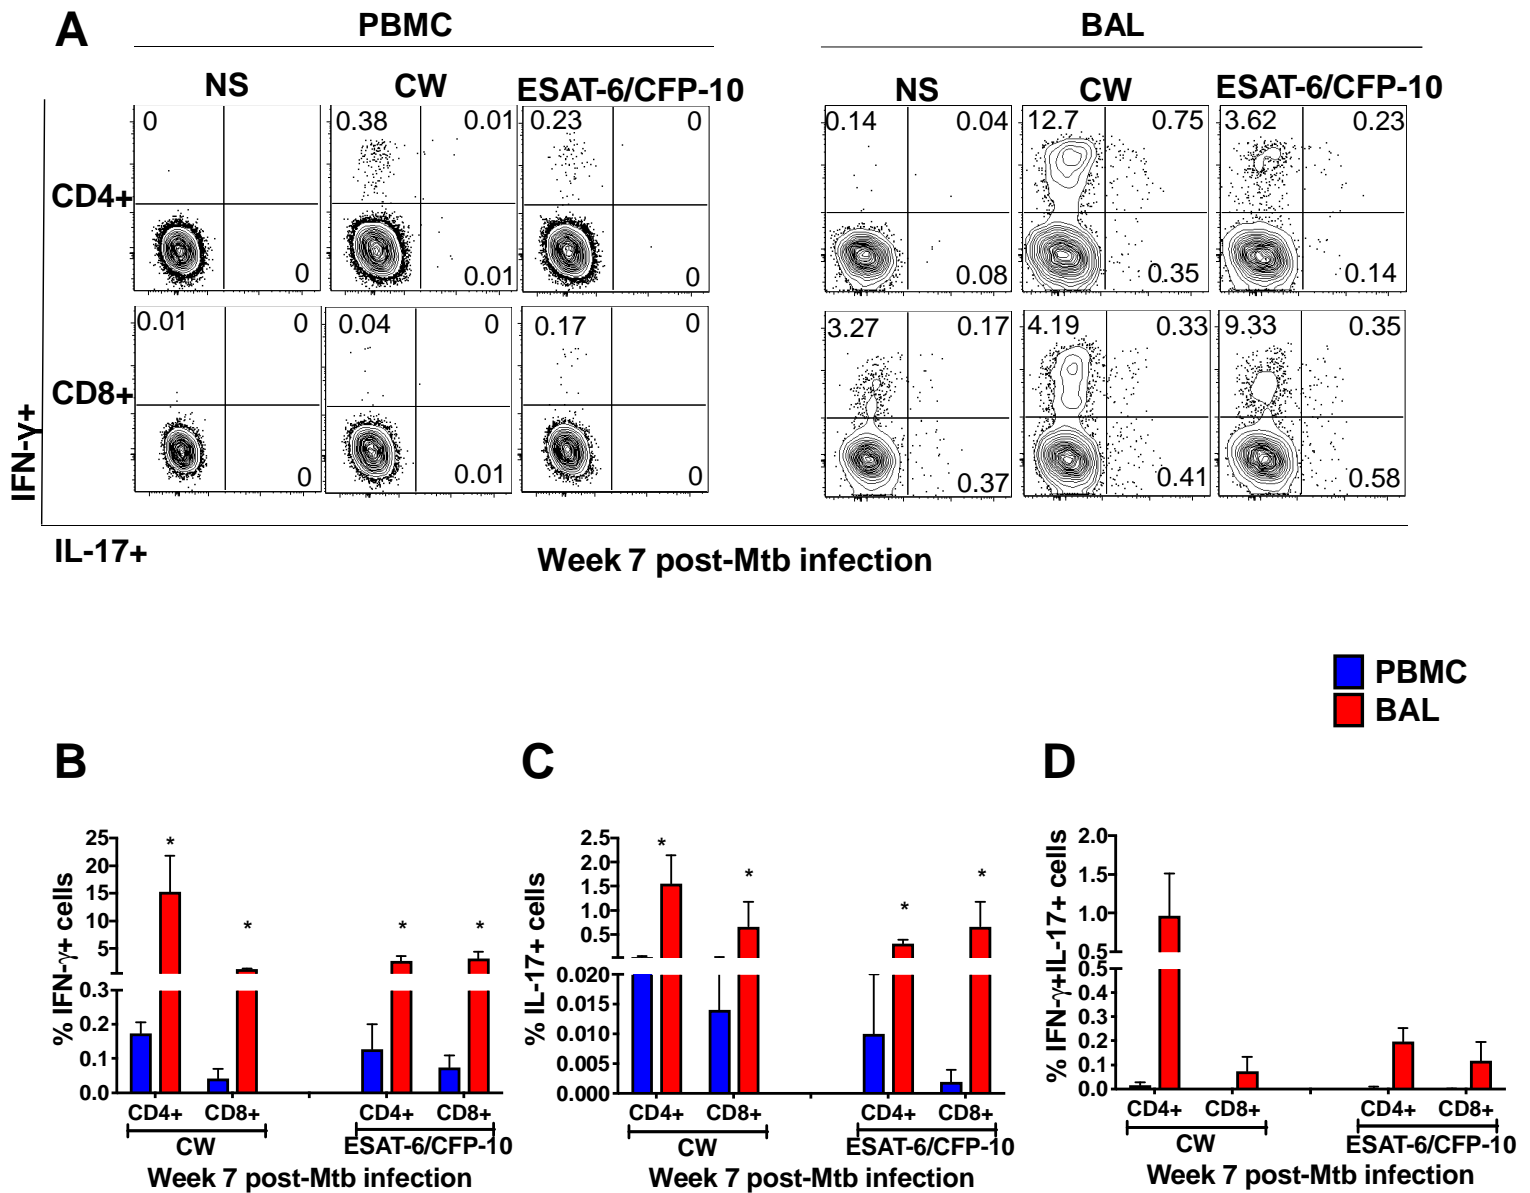 A
PBMC
BAL
NS CW ESAT-6/CFP-10
NS CW ESAT-6/CFP-10
CD4+
0 0
0.38 0.01 0.01
0.23 0 0
0.14 0.04 0.08
12.7 0.75 0.35
3.62 0.23 0.14
CD8+
0.01 0 0
0.04 0 0.01
0.17 0 0
3.27 0.17 0.37
4.19 0.33 0.41
9.33 0.35 0.58
IFN-γ+
IL-17+
Week 7 post-Mtb infection
PBMC
BAL
B
% IFN-γ+ cells
25
20
15
10
5
0.3
0.2
0.1
0.0
* * * *
CD4+ CD8+ CD4+ CD8+
CW ESAT-6/CFP-10
Week 7 post-Mtb infection
C
% IL-17+ cells
2.5
2.0
1.5
1.0
0.5
0.020
0.015
0.010
0.005
0.000
* * * *
CD4+ CD8+ CD4+ CD8+
CW ESAT-6/CFP-10
Week 7 post-Mtb infection
D
% IFN-γ+IL-17+ cells
2.0
1.5
1.0
0.5
0.5
0.4
0.3
0.2
0.1
0.0
CD4+ CD8+ CD4+ CD8+
CW ESAT-6/CFP-10
Week 7 post-Mtb infection